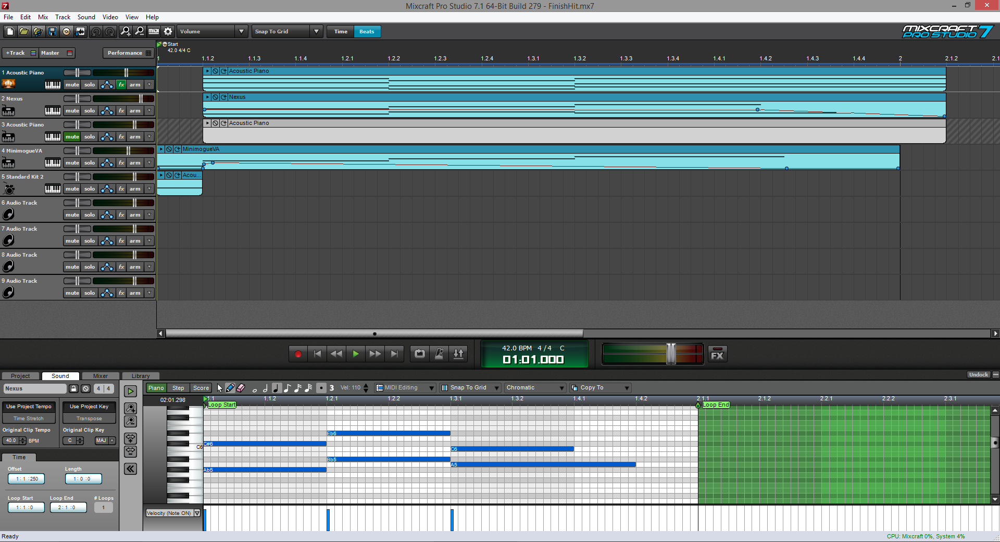 Mixcraft Pro Studio 7.1 64-Bit Build 279 - FinishHit.mx7
File Edit Mix Track Sound Video View Help
Volume Snap To Grid Time Beats
MIXCRAFT PRO STUDIO 7
+Track Master Performance
Start
42.0 4/4 C
1 1.1.2 1.1.3 1.1.4 1.2.1 1.2.2 1.2.3 1.2.4 1.3.1 1.3.2 1.3.3 1.3.4 1.4.1 1.4.2 1.4.3 1.4.4 2 2.1.2 2.1
1 Acoustic Piano
mute solo fx arm
Acoustic Piano
2 Nexus
mute solo fx arm
Nexus
3 Acoustic Piano
mute solo fx arm
Acoustic Piano
4 MinimogueVA
mute solo fx arm
MinimogueVA
5 Standard Kit 2
mute solo fx arm
Acou...
6 Audio Track
mute solo fx arm
7 Audio Track
mute solo fx arm
8 Audio Track
mute solo fx arm
9 Audio Track
mute solo fx arm
42.0 BPM 4/4 C
01:01.000
FX
Project Sound Mixer Library
Undock
Nexus 4 | 4
Piano Step Score 3 Vel: 110 MIDI Editing Snap To Grid Chromatic Copy To
02:01.298 1.1 1.1.2 1.2.1 1.2.2 1.3.1 1.3.2 1.4.1 1.4.2 2.1.1 2.1.2 2.2.1 2.2.2 2.3.1
Loop Start Loop End
Use Project Tempo Use Project Key
Time Stretch Transpose
Original Clip Tempo Original Clip Key
40.0 BPM C MAJ
Eb6
C#6
C6
C6
Bb5
A5
Ab5
Time
Offset Length
1: 1 :250 1: 0 :0
Loop Start Loop End # Loops
1: 1 :0 2: 1 :0 1
Velocity (Note ON)
Ready
CPU: Mixcraft 0%, System 4%